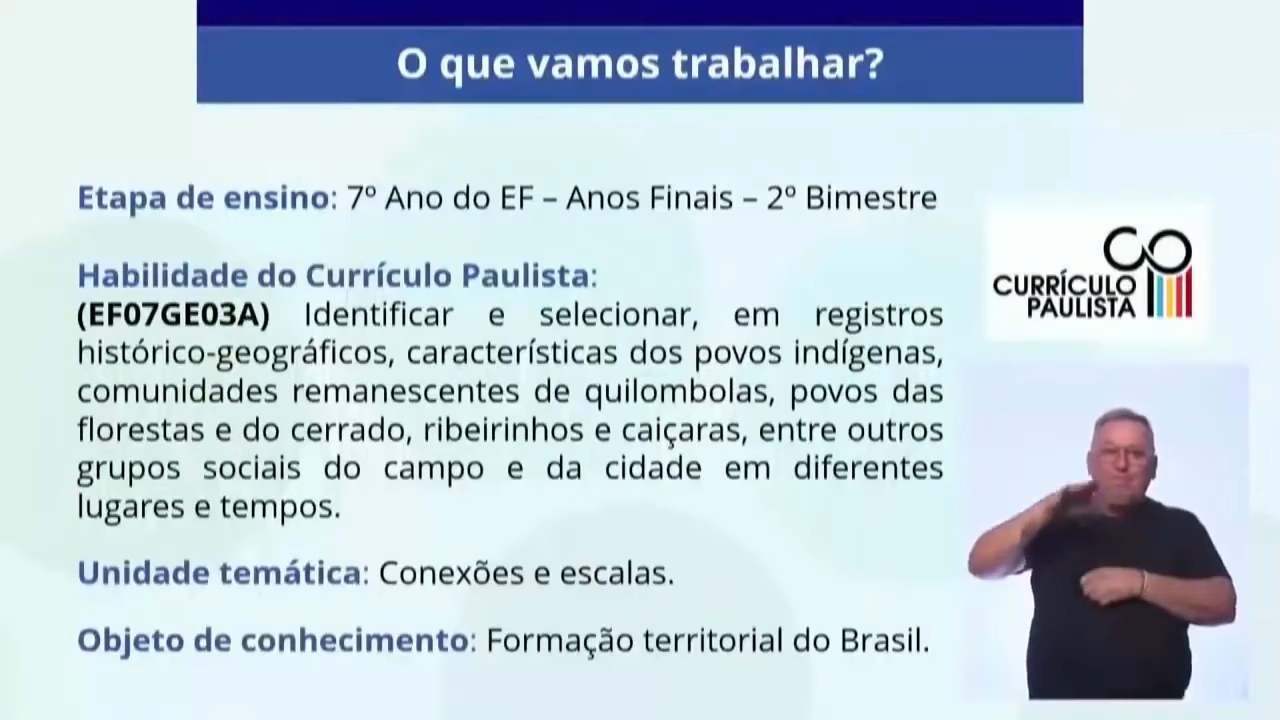 O que vamos trabalhar?
Etapa de ensino: 7º Ano do EF – Anos Finais – 2º Bimestre
Habilidade do Currículo Paulista:
(EF07GE03A) Identificar e selecionar, em registros
histórico-geográficos, características dos povos indígenas,
comunidades remanescentes de quilombolas, povos das
florestas e do cerrado, ribeirinhos e caiçaras, entre outros
grupos sociais do campo e da cidade em diferentes
lugares e tempos.
Unidade temática: Conexões e escalas.
Objeto de conhecimento: Formação territorial do Brasil.
CURRÍCULO
PAULISTA